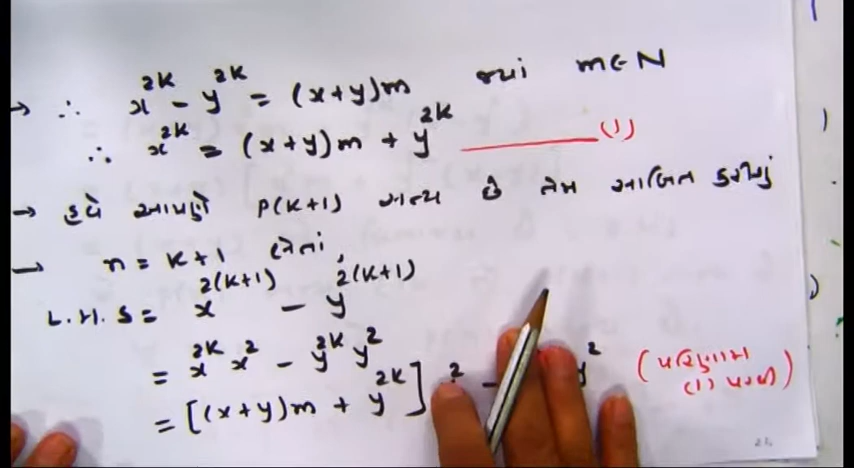 → ∴ x^2k - y^2k = (x+y)m જ્યાં m∈N
∴ x^2k = (x+y)m + y^2k ——— (1)
→ હવે આપણે P(k+1) સત્ય છે તેમ સાબિત કરીશું
→ n = k+1 લેતાં,
L.H.S = x^2(k+1) - y^2(k+1)
= x^2k x^2 - y^2k y^2
= [(x+y)m + y^2k] 2 - y^2 (પરિણામ
(1) પરથી)